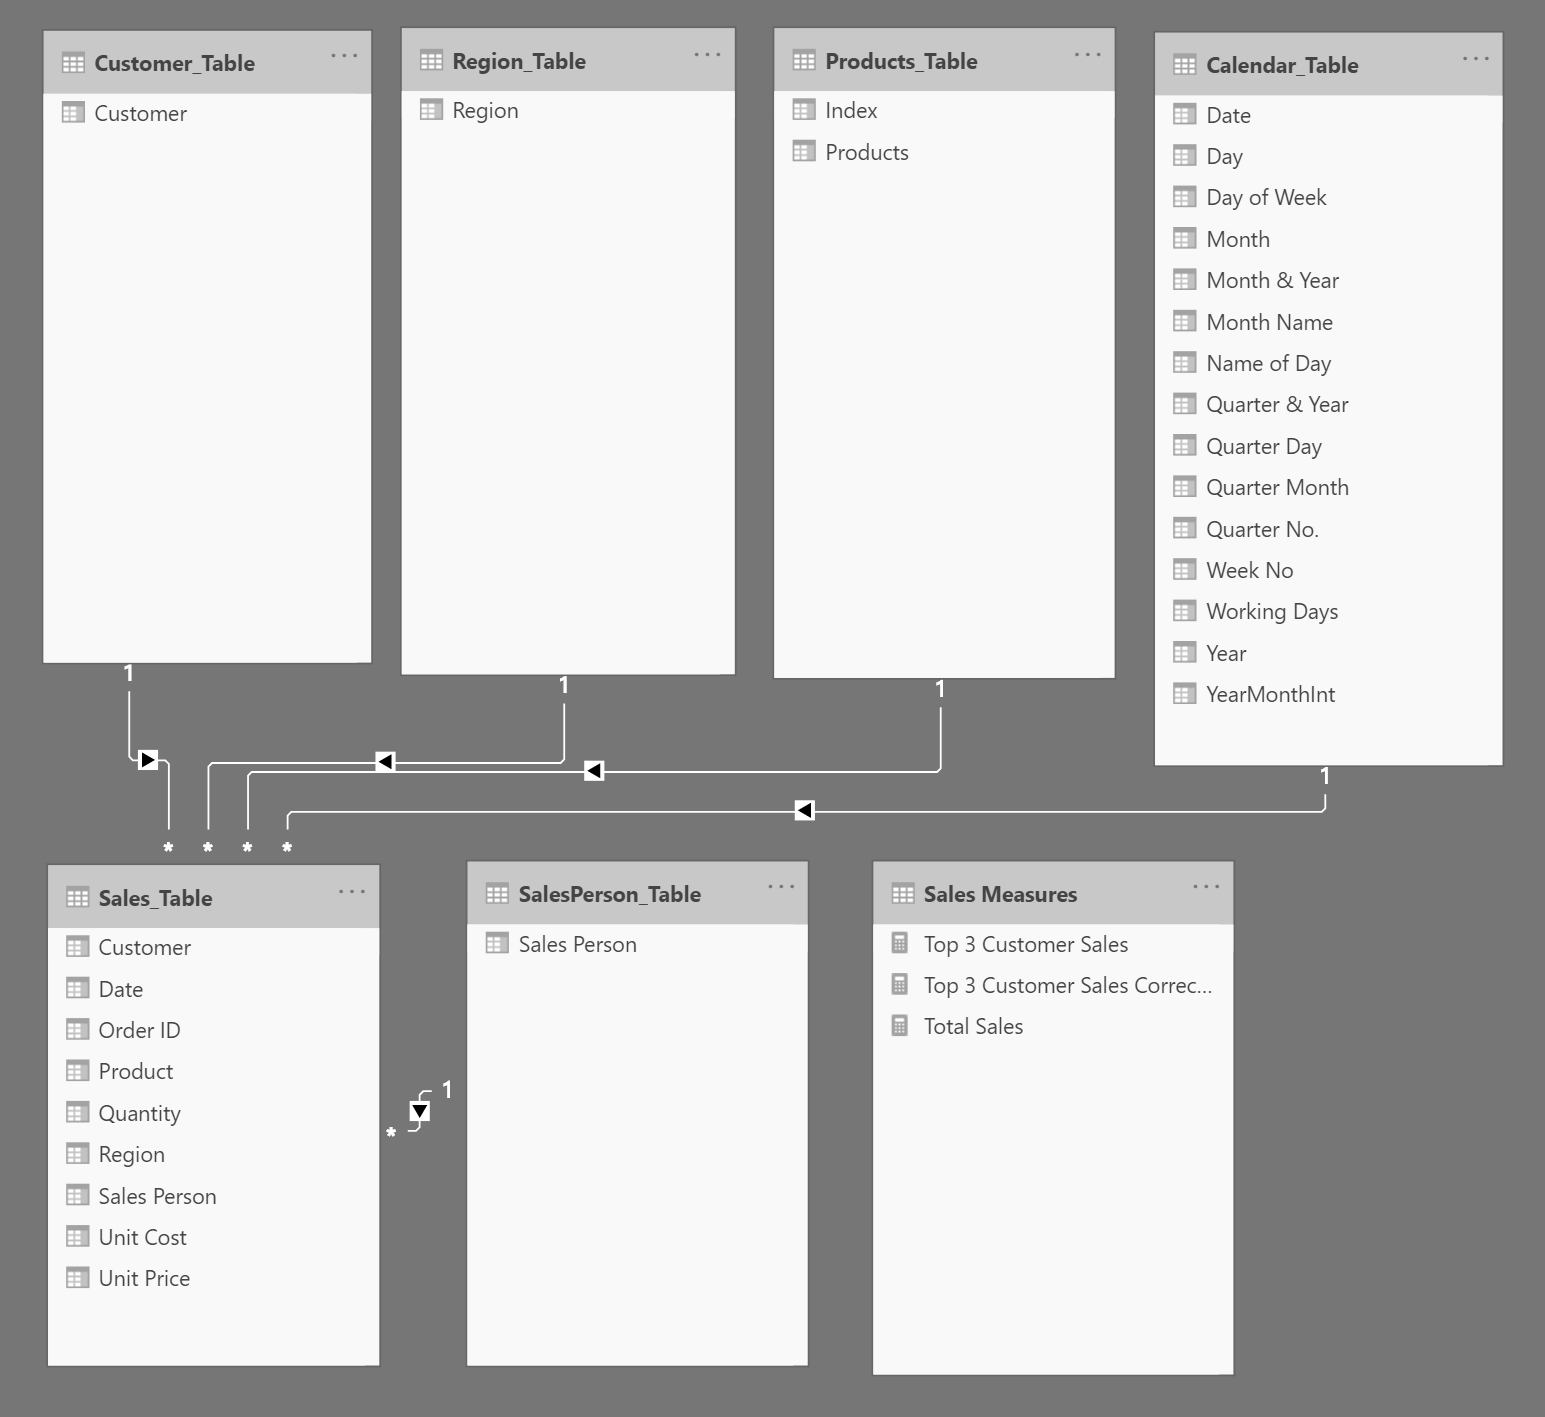 Customer_Table
Customer
Region_Table
Region
Products_Table
Index
Products
Calendar_Table
Date
Day
Day of Week
Month
Month & Year
Month Name
Name of Day
Quarter & Year
Quarter Day
Quarter Month
Quarter No.
Week No
Working Days
Year
YearMonthInt
1
1
1
1
* * * *
Sales_Table
Customer
Date
Order ID
Product
Quantity
Region
Sales Person
Unit Cost
Unit Price
1
*
SalesPerson_Table
Sales Person
Sales Measures
Top 3 Customer Sales
Top 3 Customer Sales Correc...
Total Sales